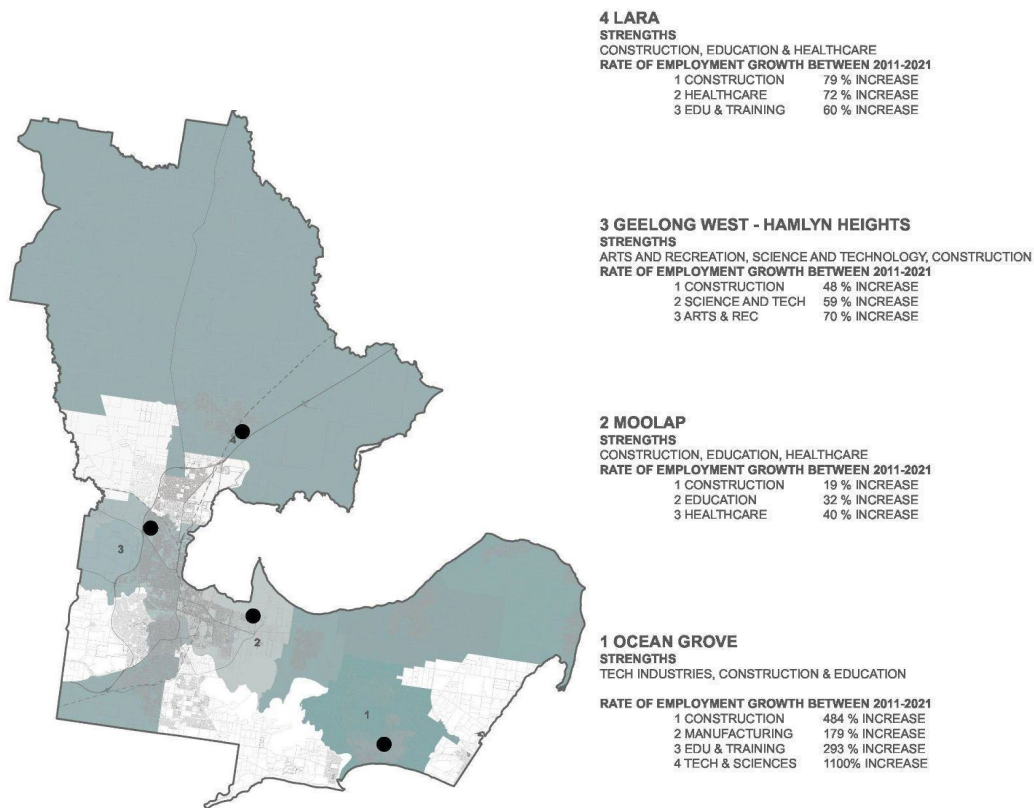 4 LARA
STRENGTHS
CONSTRUCTION, EDUCATION & HEALTHCARE
RATE OF EMPLOYMENT GROWTH BETWEEN 2011-2021
1 CONSTRUCTION 79 % INCREASE
2 HEALTHCARE 72 % INCREASE
3 EDU & TRAINING 60 % INCREASE
3 GEELONG WEST - HAMLYN HEIGHTS
STRENGTHS
ARTS AND RECREATION, SCIENCE AND TECHNOLOGY, CONSTRUCTION
RATE OF EMPLOYMENT GROWTH BETWEEN 2011-2021
1 CONSTRUCTION 48 % INCREASE
2 SCIENCE AND TECH 59 % INCREASE
3 ARTS & REC 70 % INCREASE
2 MOOLAP
STRENGTHS
CONSTRUCTION, EDUCATION, HEALTHCARE
RATE OF EMPLOYMENT GROWTH BETWEEN 2011-2021
1 CONSTRUCTION 19 % INCREASE
2 EDUCATION 32 % INCREASE
3 HEALTHCARE 40 % INCREASE
1 OCEAN GROVE
STRENGTHS
TECH INDUSTRIES, CONSTRUCTION & EDUCATION
RATE OF EMPLOYMENT GROWTH BETWEEN 2011-2021
1 CONSTRUCTION 484 % INCREASE
2 MANUFACTURING 179 % INCREASE
3 EDU & TRAINING 293 % INCREASE
4 TECH & SCIENCES 1100% INCREASE
4
3
2
1